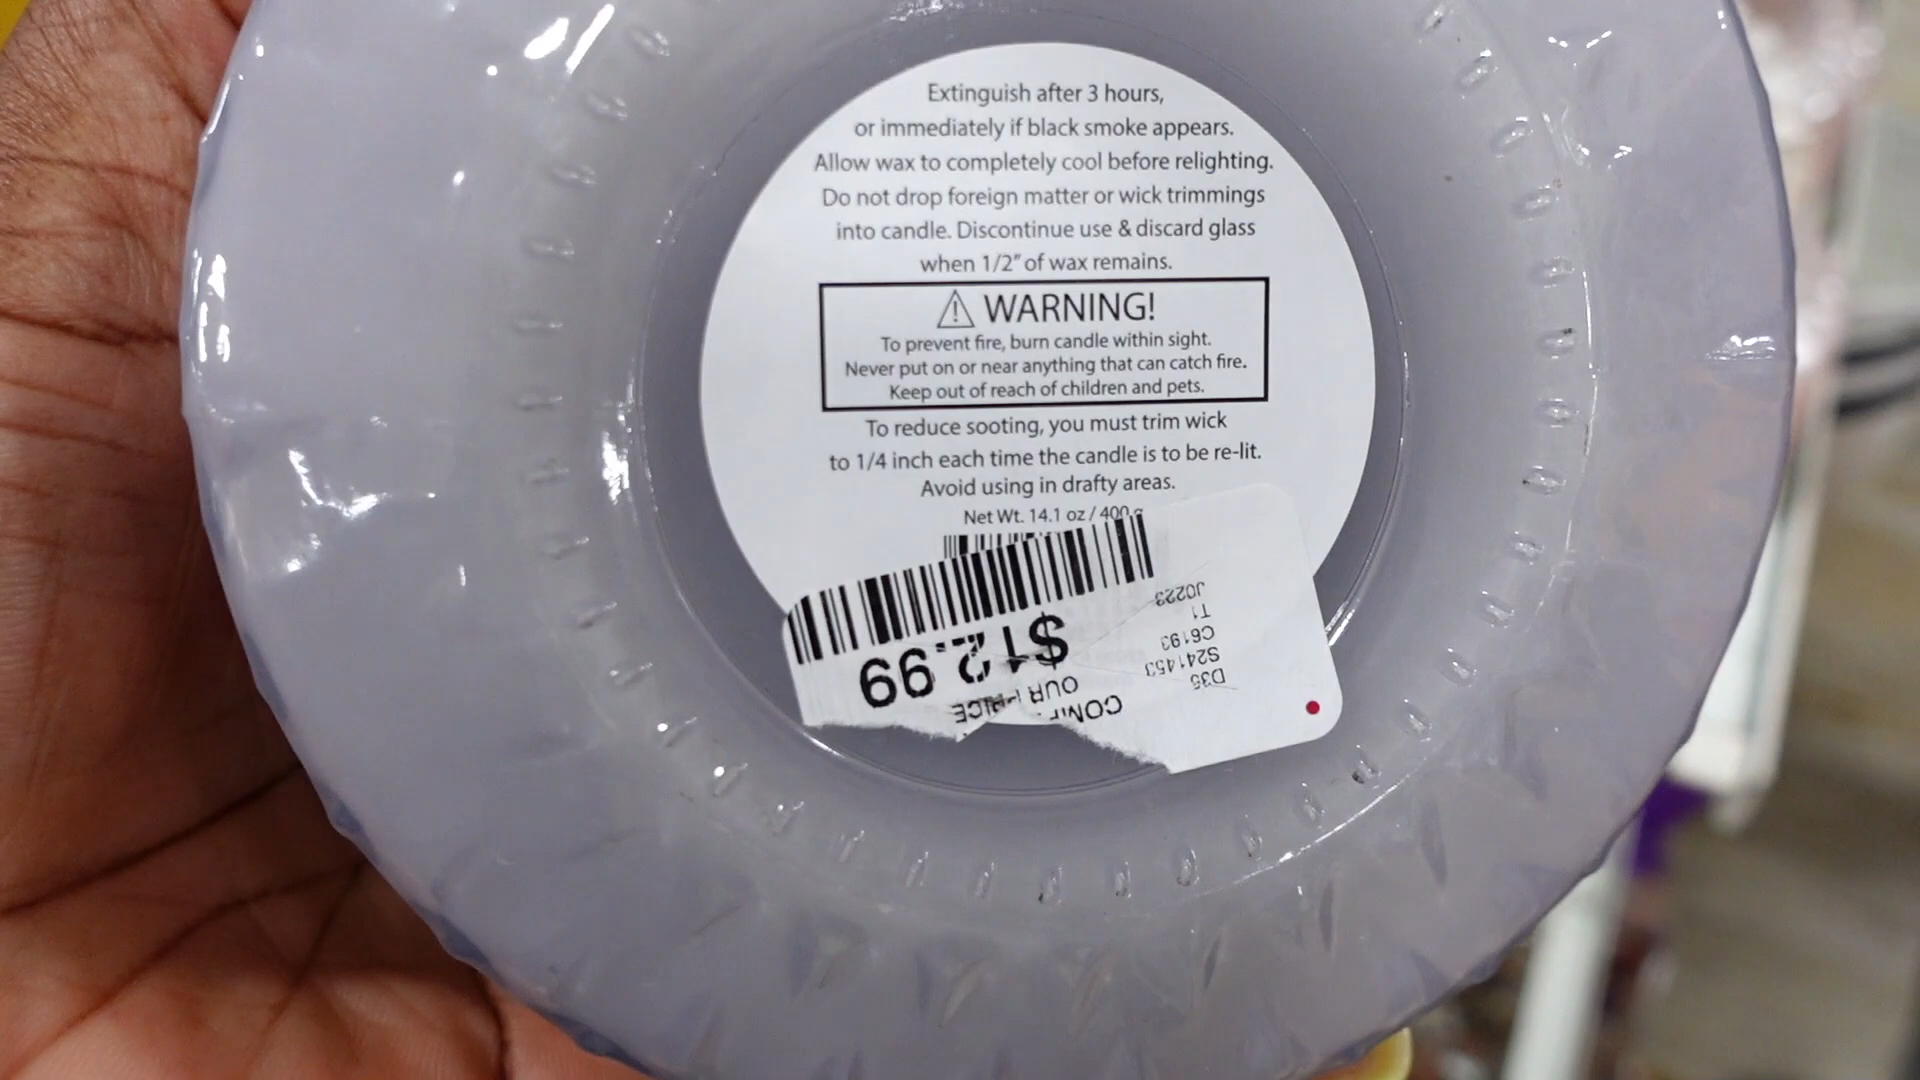 Extinguish after 3 hours,
or immediately if black smoke appears.
Allow wax to completely cool before relighting.
Do not drop foreign matter or wick trimmings
into candle. Discontinue use & discard glass
when 1/2" of wax remains.
⚠ WARNING!
To prevent fire, burn candle within sight.
Never put on or near anything that can catch fire.
Keep out of reach of children and pets.
To reduce sooting, you must trim wick
to 1/4 inch each time the candle is to be re-lit.
Avoid using in drafty areas.
Net Wt. 14.1 oz / 400 g
D35
S241453
C6193
T1
J0223
OUR PRICE
$12.99